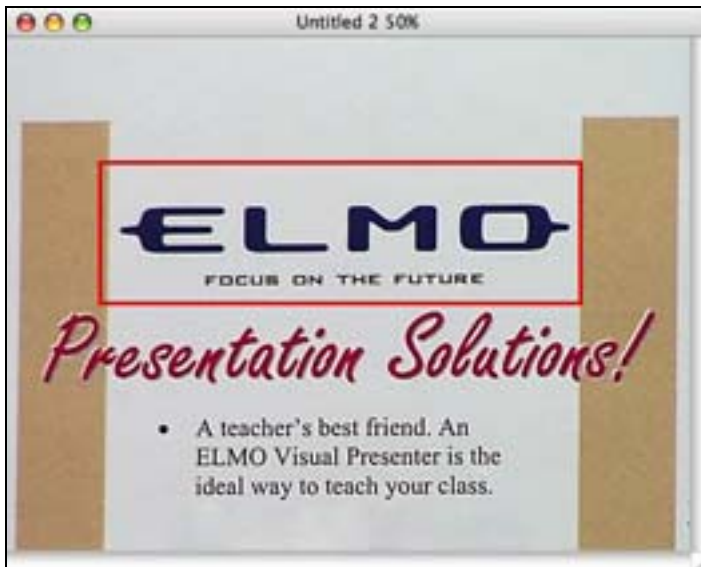 Untitled 2 50%
ELMO
FOCUS ON THE FUTURE
Presentation Solutions!
• A teacher's best friend. An
ELMO Visual Presenter is the
ideal way to teach your class.